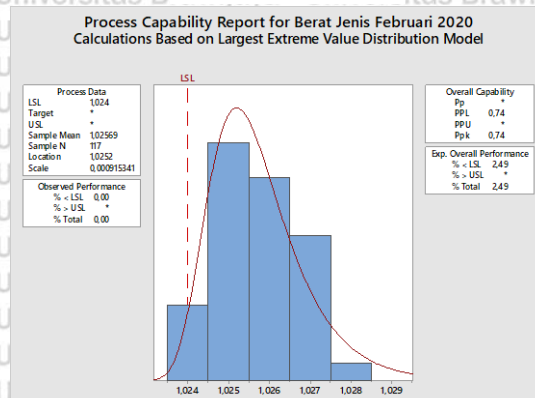 Process Capability Report for Berat Jenis Februari 2020
Calculations Based on Largest Extreme Value Distribution Model
LSL
Process Data
LSL 1,024
Target *
USL *
Sample Mean 1,02569
Sample N 117
Location 1,0252
Scale 0,000915341
Observed Performance
% < LSL 0,00
% > USL *
% Total 0,00
Overall Capability
Pp *
PPL 0,74
PPU *
Ppk 0,74
Exp. Overall Performance
% < LSL 2,49
% > USL *
% Total 2,49
1,024 1,025 1,026 1,027 1,028 1,029